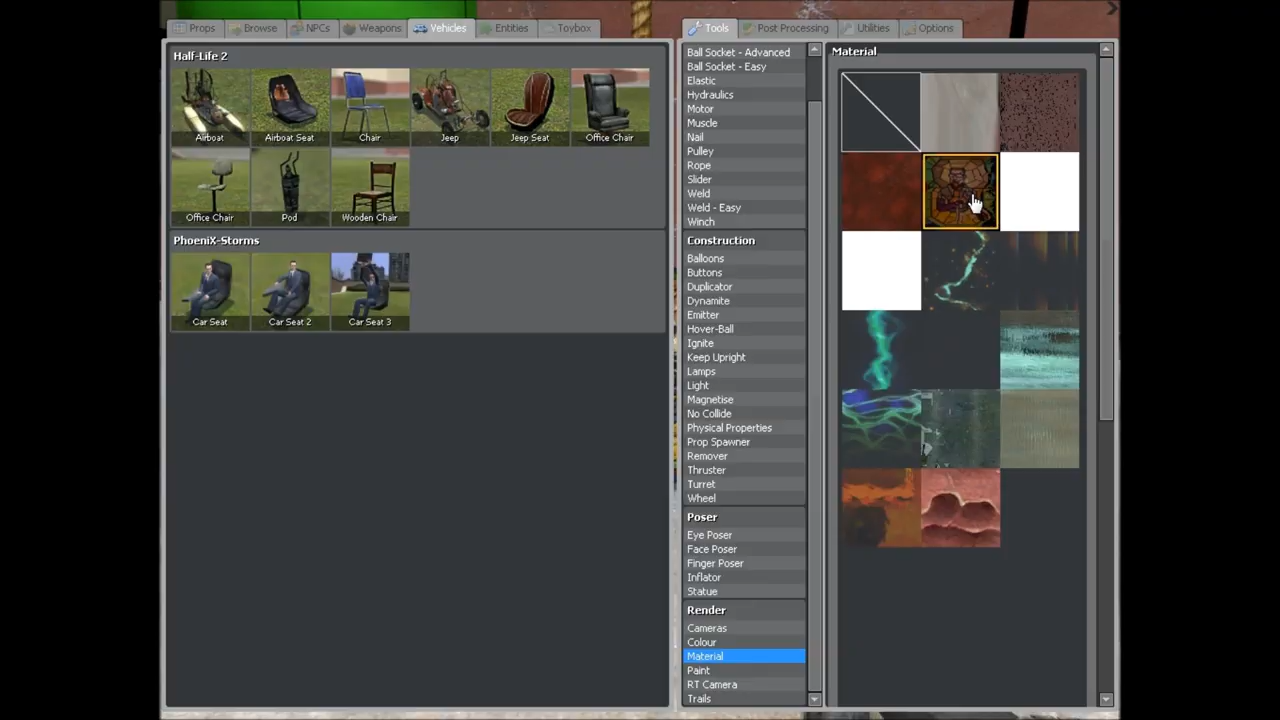 Props
Browse
NPCs
Weapons
Vehicles
Entities
Toybox
Half-Life 2
Airboat
Airboat Seat
Chair
Jeep
Jeep Seat
Office Chair
Office Chair
Pod
Wooden Chair
PhoeniX-Storms
Car Seat
Car Seat 2
Car Seat 3
Tools
Post Processing
Utilities
Options
Ball Socket - Advanced
Ball Socket - Easy
Elastic
Hydraulics
Motor
Muscle
Nail
Pulley
Rope
Slider
Weld
Weld - Easy
Winch
Construction
Balloons
Buttons
Duplicator
Dynamite
Emitter
Hover-Ball
Ignite
Keep Upright
Lamps
Light
Magnetise
No Collide
Physical Properties
Prop Spawner
Remover
Thruster
Turret
Wheel
Poser
Eye Poser
Face Poser
Finger Poser
Inflator
Statue
Render
Cameras
Colour
Material
Paint
RT Camera
Trails
Material